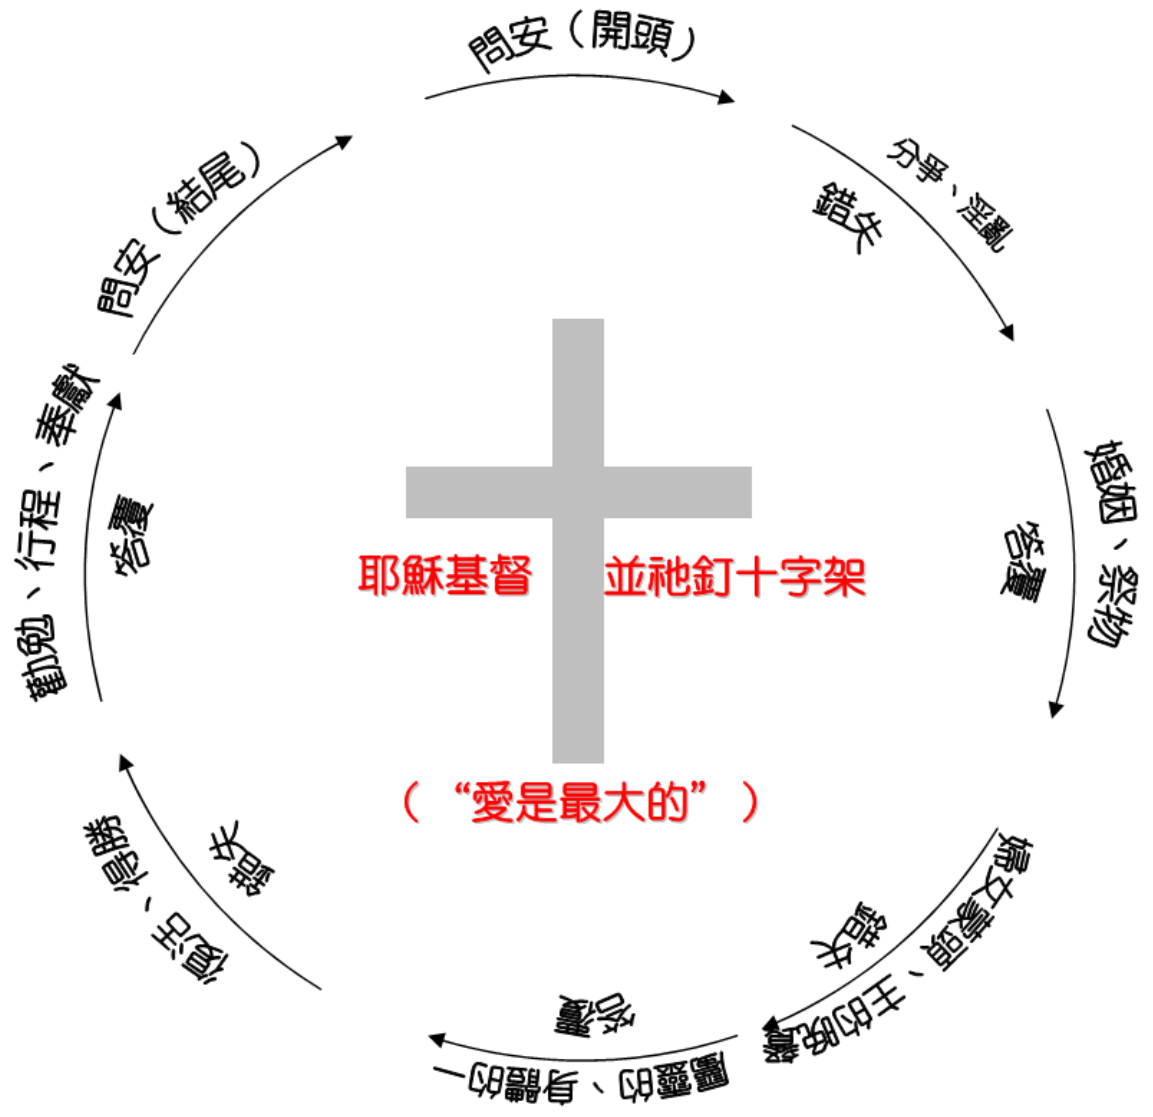 問安（開頭）
分爭、淫亂
錯失
婚姻、祭物
答覆
婦女蒙頭、主的晚餐
錯失
屬靈的、身體的一
答覆
復活、得勝
錯失
勸勉、行程、奉獻
答覆
問安（結尾）
耶穌基督 並祂釘十字架
（“愛是最大的”）